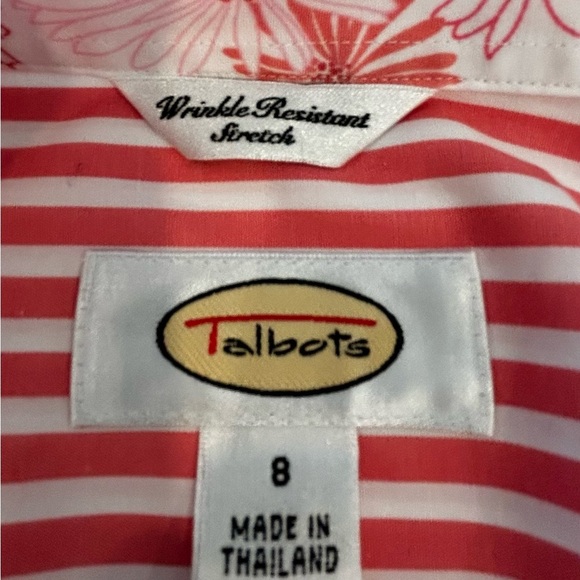 Wrinkle Resistant
Stretch
Talbots
8
MADE IN
THAILAND